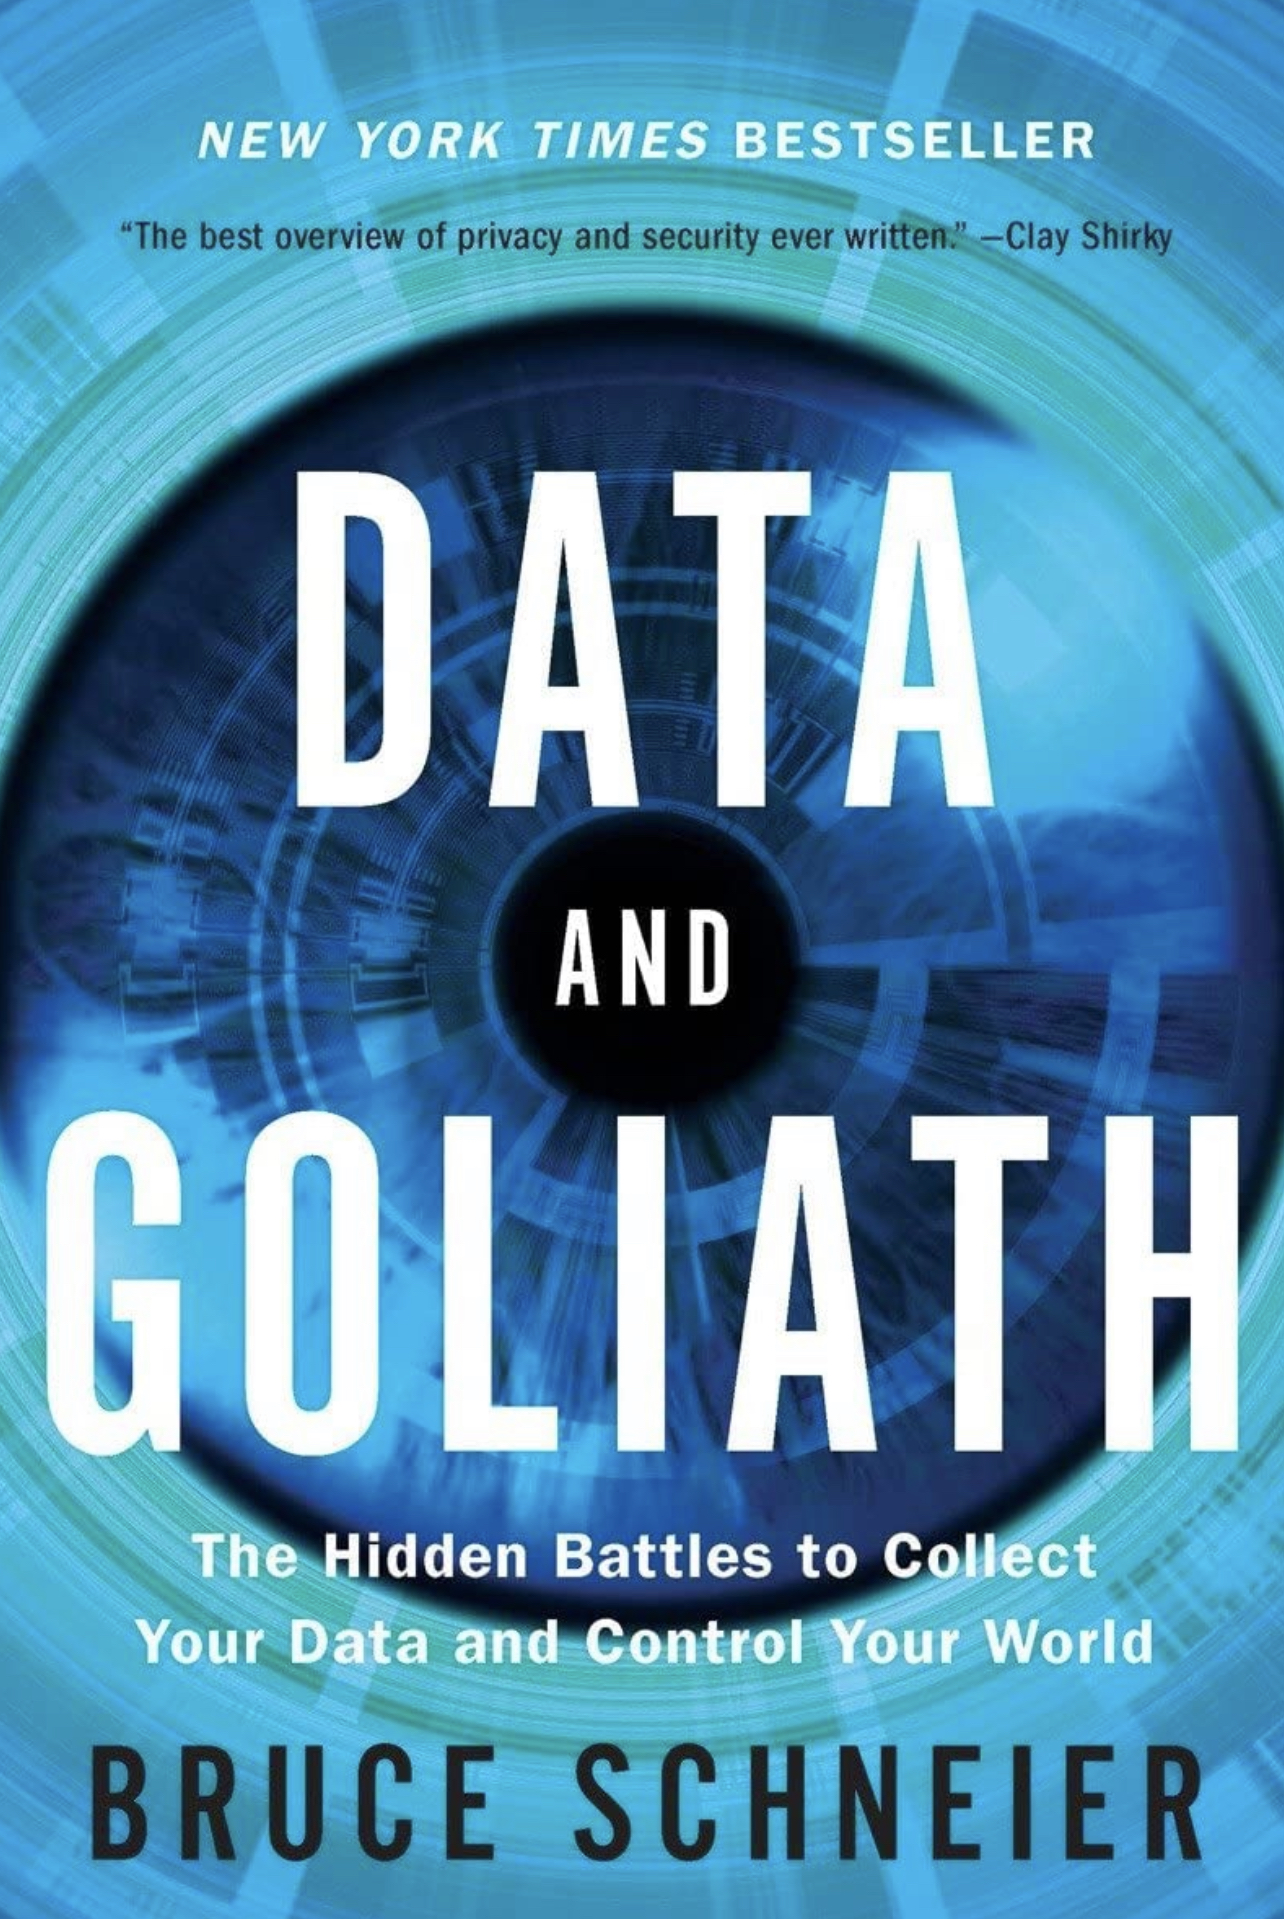 NEW YORK TIMES BESTSELLER
“The best overview of privacy and security ever written.” —Clay Shirky
DATA
AND
GOLIATH
The Hidden Battles to Collect
Your Data and Control Your World
BRUCE SCHNEIER